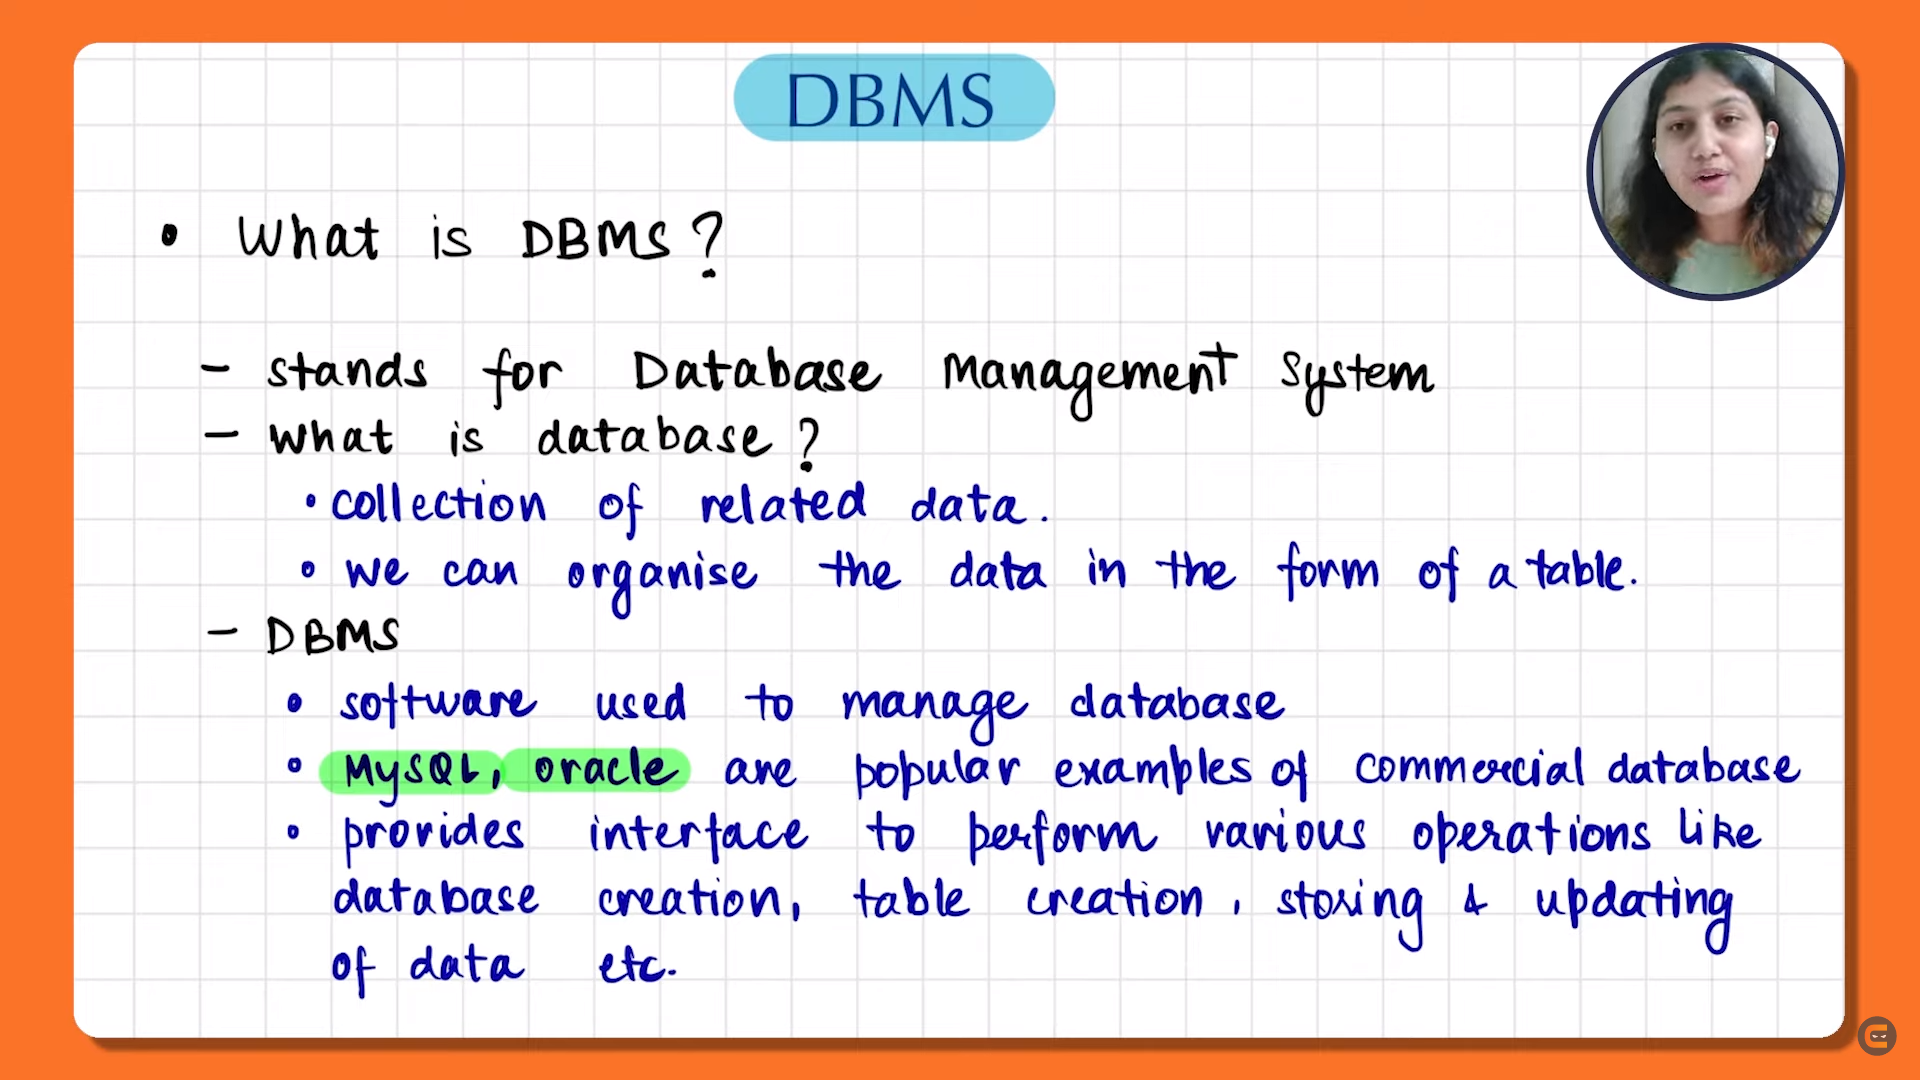 DBMS
• What is DBMS?
- stands for Database Management System
- what is database?
• collection of related data.
• we can organise the data in the form of a table.
- DBMS
• software used to manage database
• MySQL, oracle are popular examples of commercial database
• provides interface to perform various operations like
database creation, table creation, storing & updating
of data etc.